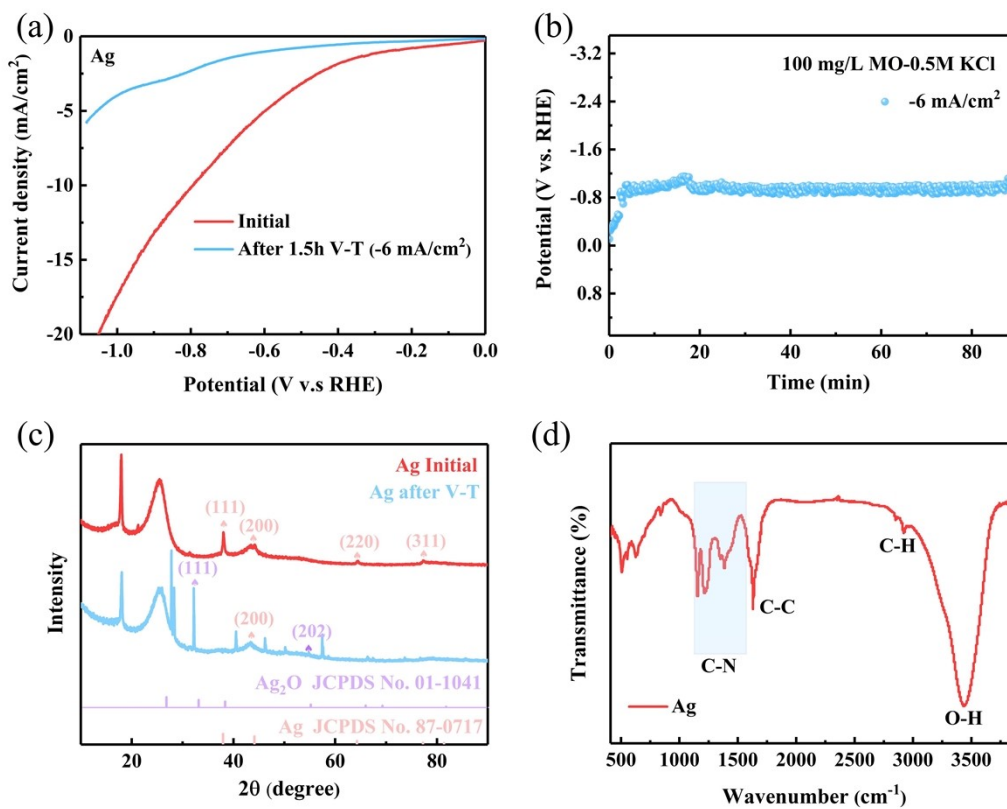 (a)
0
-5
-10
-15
-20
Current density (mA/cm²)
Ag
Initial
After 1.5h V-T (-6 mA/cm²)
-1.0 -0.8 -0.6 -0.4 -0.2 0.0
Potential (V v.s RHE)
(b)
-3.2
-2.4
-1.6
-0.8
0.0
0.8
Potential (V vs. RHE)
100 mg/L MO-0.5M KCl
-6 mA/cm²
0 20 40 60 80
Time (min)
(c)
Intensity
Ag Initial
Ag after V-T
(111)
(200)
(220)
(311)
(111)
(200)
(202)
Ag₂O JCPDS No. 01-1041
Ag JCPDS No. 87-0717
20 40 60 80
2θ (degree)
(d)
Transmittance (%)
C-H
C-C
C-N
O-H
Ag
500 1000 1500 2000 2500 3000 3500
Wavenumber (cm⁻¹)